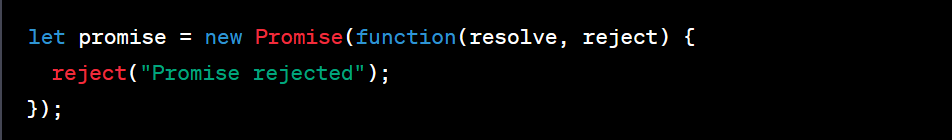 let promise = new Promise(function(resolve, reject) {
  reject("Promise rejected");
});